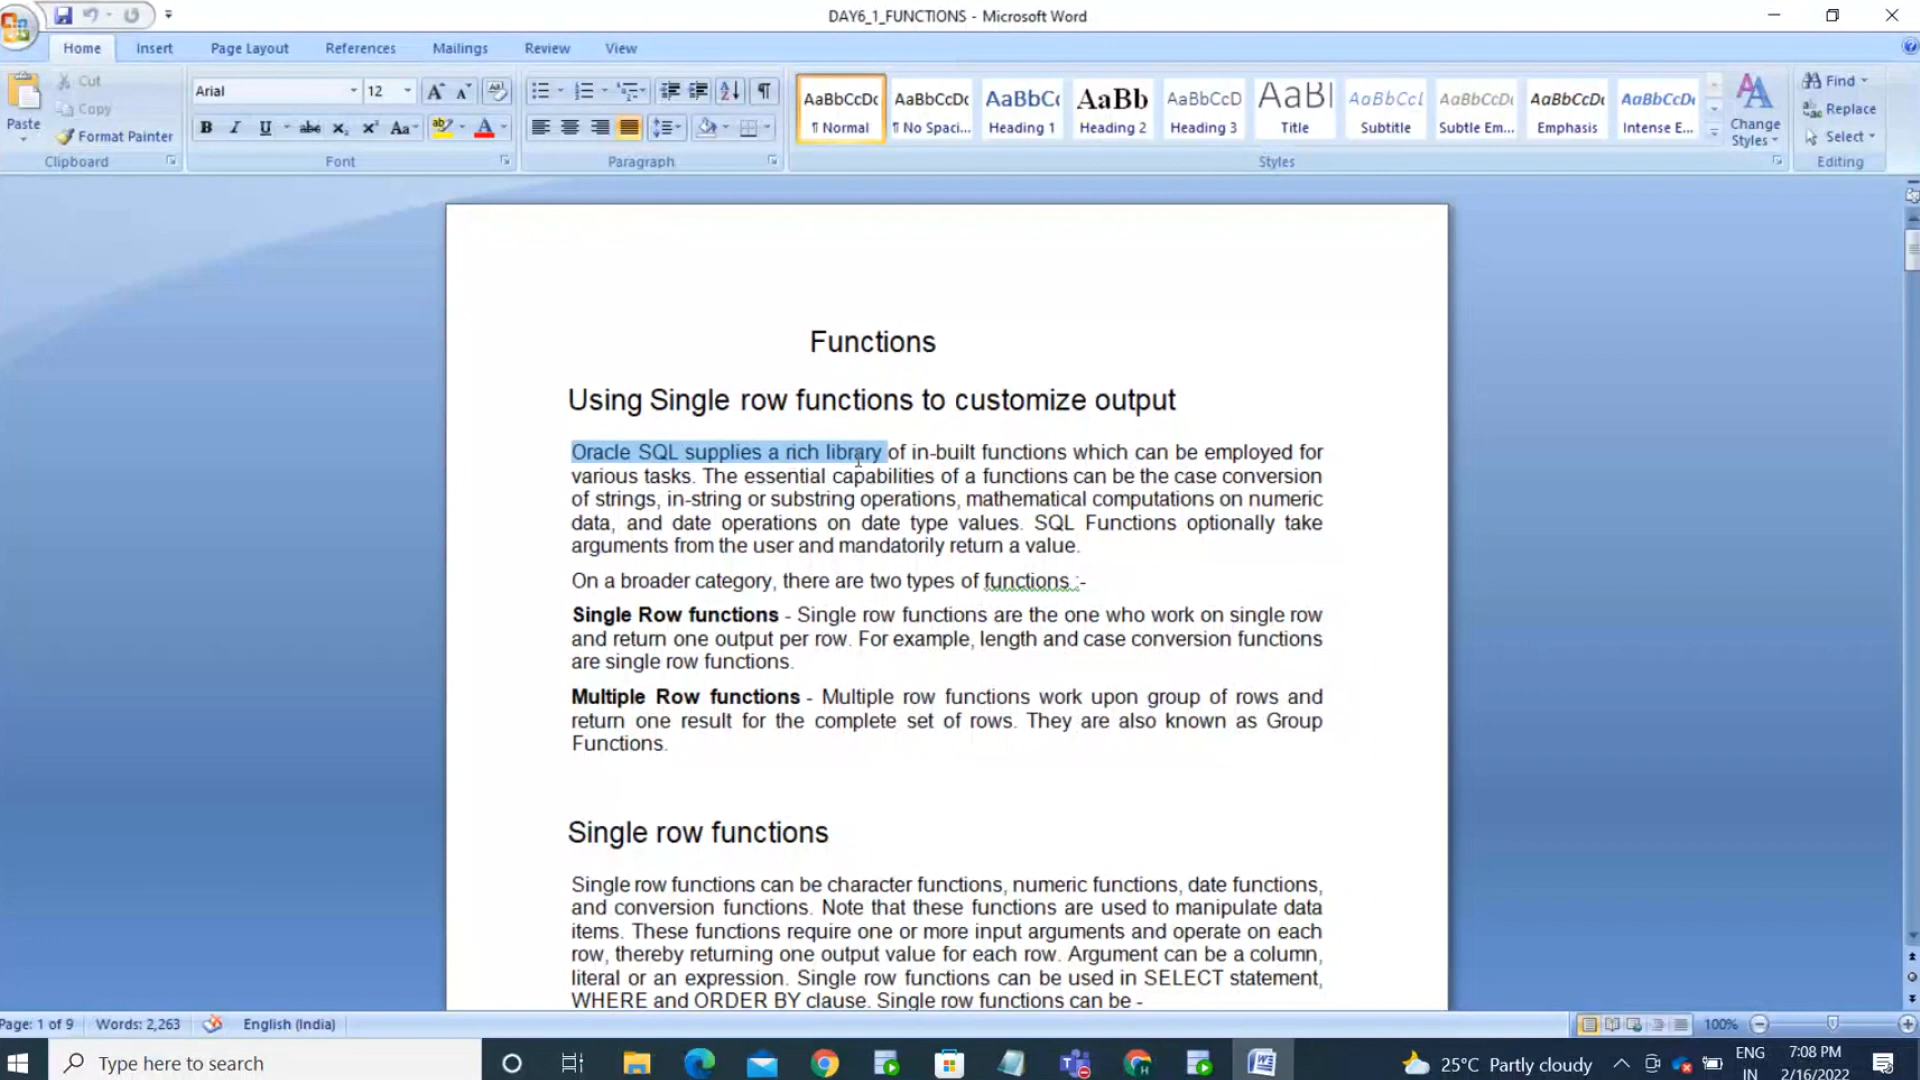 DAY6_1_FUNCTIONS - Microsoft Word
Home Insert Page Layout References Mailings Review View
Cut
Copy
Paste
Format Painter
Clipboard
Arial 12
Font
Paragraph
AaBbCcDc AaBbCcDc AaBbCc AaBb AaBbCcD AaBl AaBbCcL AaBbCcDc AaBbCcDc AaBbCcDc
¶ Normal ¶ No Spaci... Heading 1 Heading 2 Heading 3 Title Subtitle Subtle Em... Emphasis Intense E...
Styles
Change
Styles
Find
Replace
Select
Editing
Functions
Using Single row functions to customize output
Oracle SQL supplies a rich library of in-built functions which can be employed for
various tasks. The essential capabilities of a functions can be the case conversion
of strings, in-string or substring operations, mathematical computations on numeric
data, and date operations on date type values. SQL Functions optionally take
arguments from the user and mandatorily return a value.
On a broader category, there are two types of functions :-
Single Row functions - Single row functions are the one who work on single row
and return one output per row. For example, length and case conversion functions
are single row functions.
Multiple Row functions - Multiple row functions work upon group of rows and
return one result for the complete set of rows. They are also known as Group
Functions.
Single row functions
Single row functions can be character functions, numeric functions, date functions,
and conversion functions. Note that these functions are used to manipulate data
items. These functions require one or more input arguments and operate on each
row, thereby returning one output value for each row. Argument can be a column,
literal or an expression. Single row functions can be used in SELECT statement,
WHERE and ORDER BY clause. Single row functions can be -
Page: 1 of 9 Words: 2,263 English (India) 100%
Type here to search
25°C Partly cloudy
ENG
IN
7:08 PM
2/16/2022